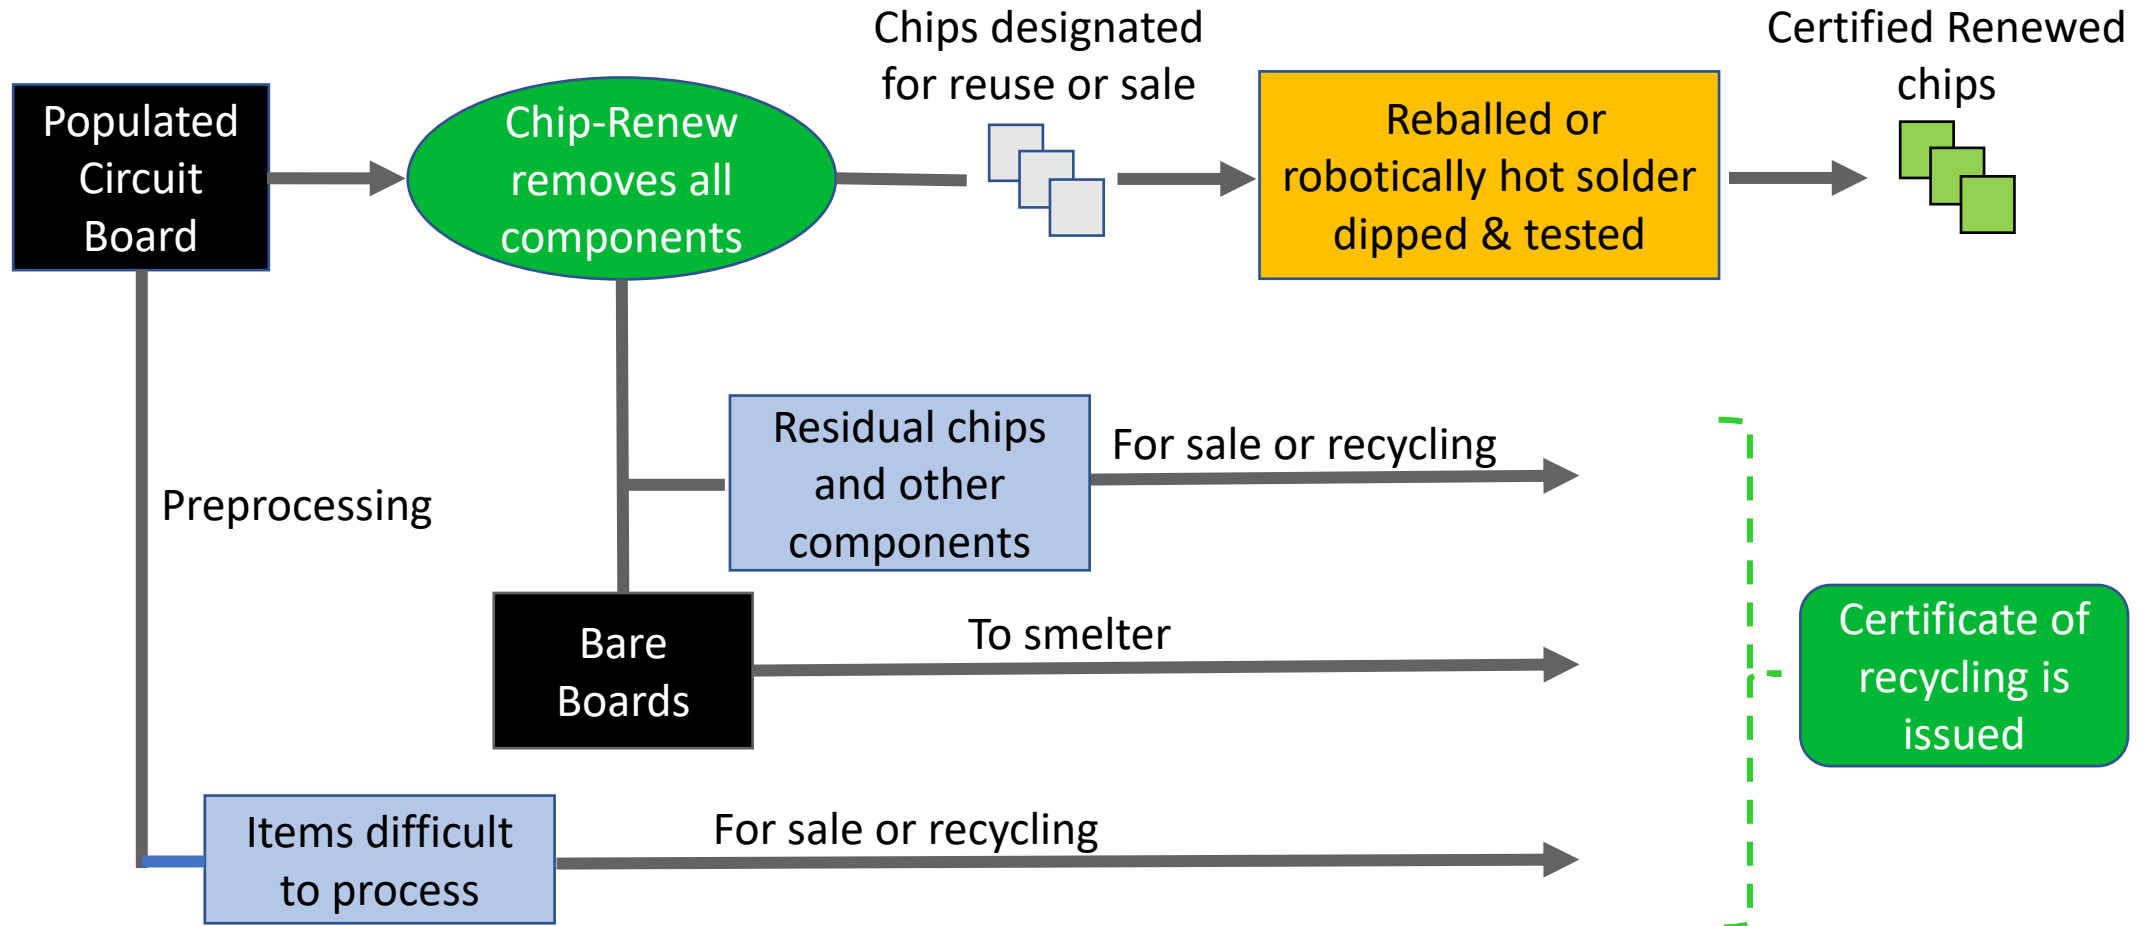 Populated
Circuit
Board
Chip-Renew
removes all
components
Chips designated
for reuse or sale
Reballed or
robotically hot solder
dipped & tested
Certified Renewed
chips
Preprocessing
Residual chips
and other
components
For sale or recycling
Bare
Boards
To smelter
Items difficult
to process
For sale or recycling
Certificate of
recycling is
issued